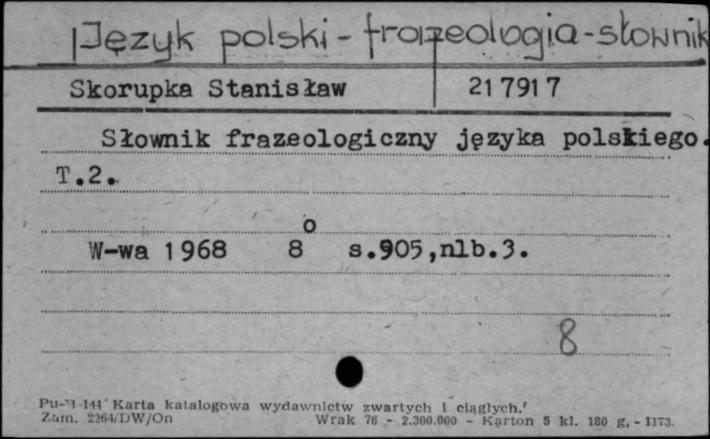 Język polski - frazeologia - słownik
Skorupka Stanisław 217917
Słownik frazeologiczny języka polskiego.
T.2.
W-wa 1968 8° s.905,nlb.3.
8
Pu-B-144 Karta katalogowa wydawnictw zwartych i ciągłych.
Zam. 2264/DW/On Wrak 76 - 2.300.000 - Karton 5 kl. 180 g. - 1173.